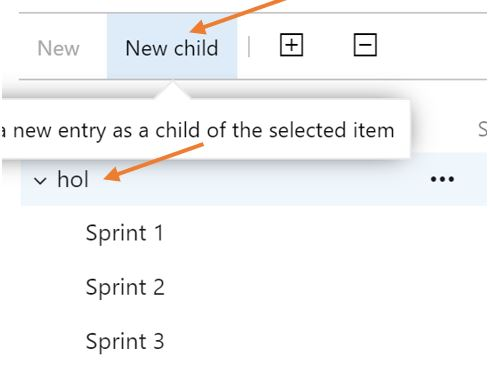 New New child
a new entry as a child of the selected item
S
hol
Sprint 1
Sprint 2
Sprint 3